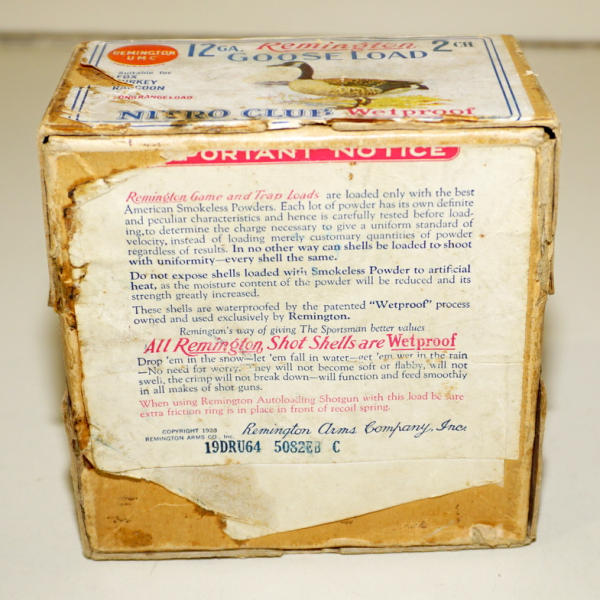 REMINGTON
UMC
12 GA. Remington 2 CH
GOOSE LOAD
Suitable for
FOX
TURKEY
RACCOON
LONG RANGE LOAD
NITRO CLUB Wetproof
PORTANT NOTICE
Remington Game and Trap Loads are loaded only with the best
American Smokeless Powders. Each lot of powder has its own definite
and peculiar characteristics and hence is carefully tested before load-
ing, to determine the charge necessary to give a uniform standard of
velocity, instead of loading merely customary quantities of powder
regardless of results. In no other way can shells be loaded to shoot
with uniformity—every shell the same.
Do not expose shells loaded with Smokeless Powder to artificial
heat, as the moisture content of the powder will be reduced and its
strength greatly increased.
These shells are waterproofed by the patented "Wetproof" process
owned and used exclusively by Remington.
Remington's way of giving The Sportsman better values
All Remington Shot Shells are Wetproof
Drop 'em in the snow—let 'em fall in water—get 'em wet in the rain
—No need for worry. They will not become soft or flabby, will not
swell, the crimp will not break down—will function and feed smoothly
in all makes of shot guns.
When using Remington Autoloading Shotgun with this load be sure
extra friction ring is in place in front of recoil spring.
COPYRIGHT 1928
REMINGTON ARMS CO., Inc. Remington Arms Company, Inc.
19DRU64 5082EB C